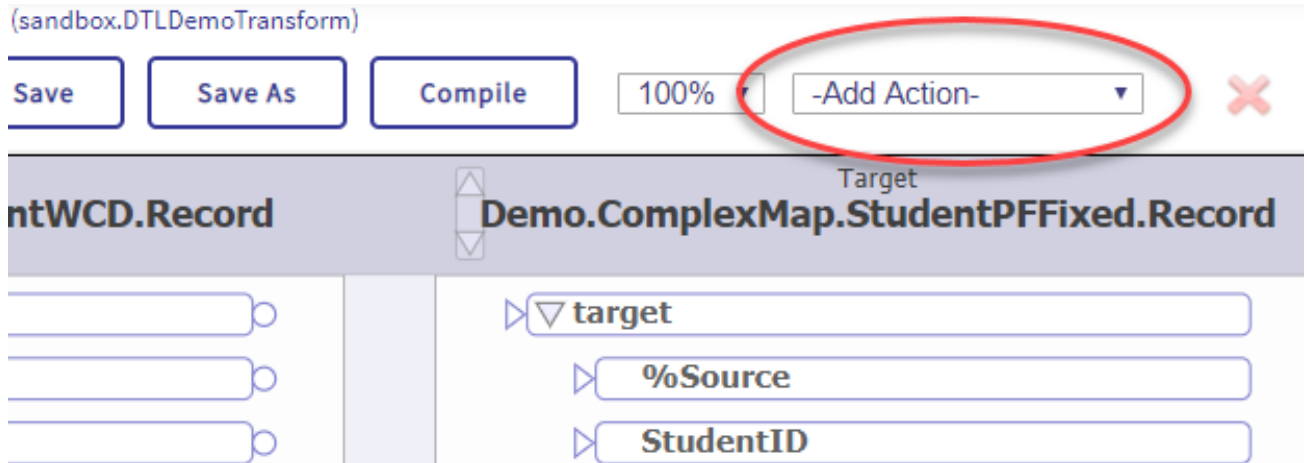 (sandbox.DTLDemoTransform)
Save Save As Compile 100% -Add Action-
Target
ntWCD.Record Demo.ComplexMap.StudentPFFixed.Record
target
%Source
StudentID